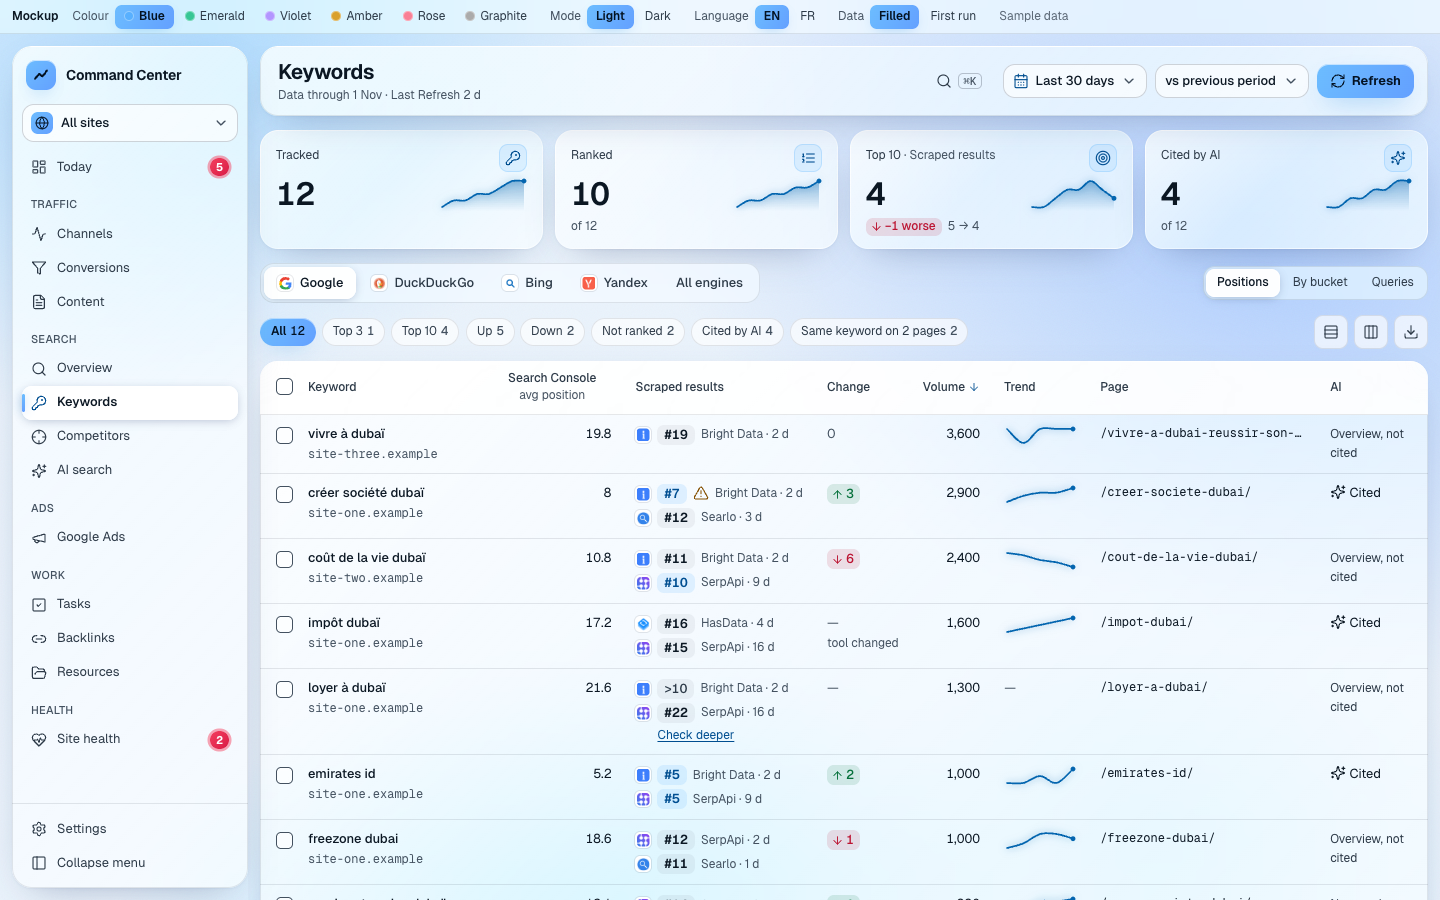 Mockup Colour Blue Emerald Violet Amber Rose Graphite Mode Light Dark Language EN FR Data Filled First run Sample data
Command Center
All sites
Today 5
TRAFFIC
Channels
Conversions
Content
SEARCH
Overview
Keywords
Competitors
AI search
ADS
Google Ads
WORK
Tasks
Backlinks
Resources
HEALTH
Site health 2
Settings
Collapse menu
Keywords
Data through 1 Nov · Last Refresh 2 d
⌘K
Last 30 days
vs previous period
Refresh
Tracked
12
Ranked
10
of 12
Top 10 · Scraped results
4
↓ −1 worse 5 → 4
Cited by AI
4
of 12
Google DuckDuckGo Bing Yandex All engines
Positions By bucket Queries
All 12 Top 3 1 Top 10 4 Up 5 Down 2 Not ranked 2 Cited by AI 4 Same keyword on 2 pages 2
Keyword Search Console Scraped results Change Volume ↓ Trend Page AI
avg position
vivre à dubaï 19.8 #19 Bright Data · 2 d 0 3,600 /vivre-a-dubai-reussir-son-… Overview, not
site-three.example cited
créer société dubaï 8 #7 Bright Data · 2 d ↑ 3 2,900 /creer-societe-dubai/ Cited
site-one.example #12 Searlo · 3 d
coût de la vie dubaï 10.8 #11 Bright Data · 2 d ↓ 6 2,400 /cout-de-la-vie-dubai/ Overview, not
site-two.example #10 SerpApi · 9 d cited
impôt dubaï 17.2 #16 HasData · 4 d — 1,600 /impot-dubai/ Cited
site-one.example #15 SerpApi · 16 d tool changed
loyer à dubaï 21.6 >10 Bright Data · 2 d — 1,300 — /loyer-a-dubai/ Overview, not
site-one.example #22 SerpApi · 16 d cited
Check deeper
emirates id 5.2 #5 Bright Data · 2 d ↑ 2 1,000 /emirates-id/ Cited
site-one.example #5 SerpApi · 9 d
freezone dubai 18.6 #12 SerpApi · 2 d ↓ 1 1,000 /freezone-dubai/ Overview, not
site-one.example #11 Searlo · 1 d cited